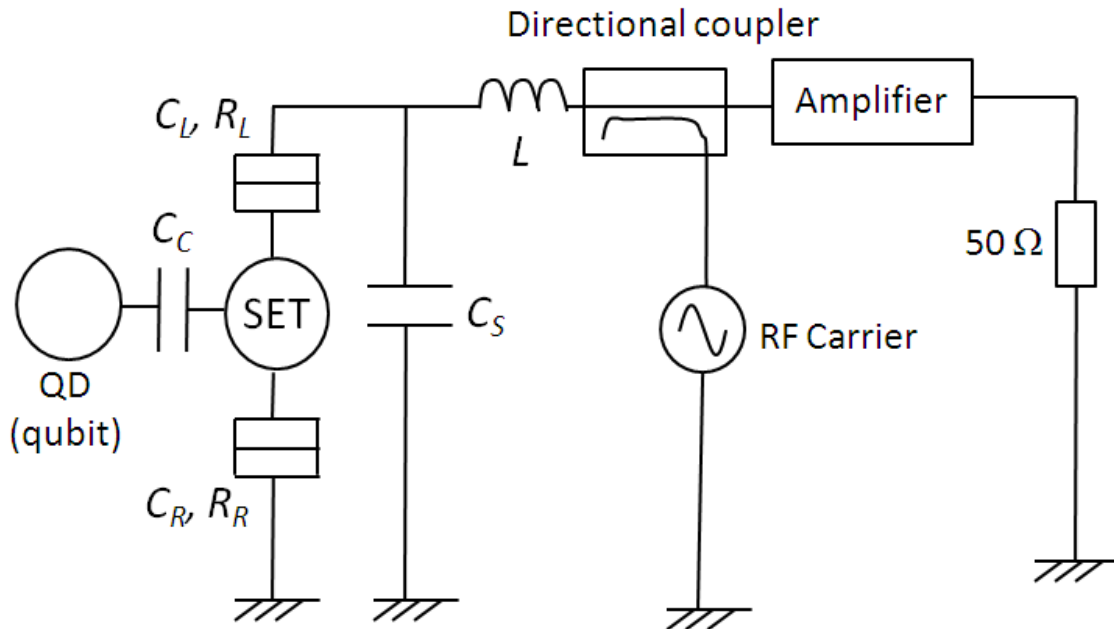 Directional coupler
C_L, R_L
Amplifier
L
C_C
50 Ω
SET
C_S
RF Carrier
QD
(qubit)
C_R, R_R